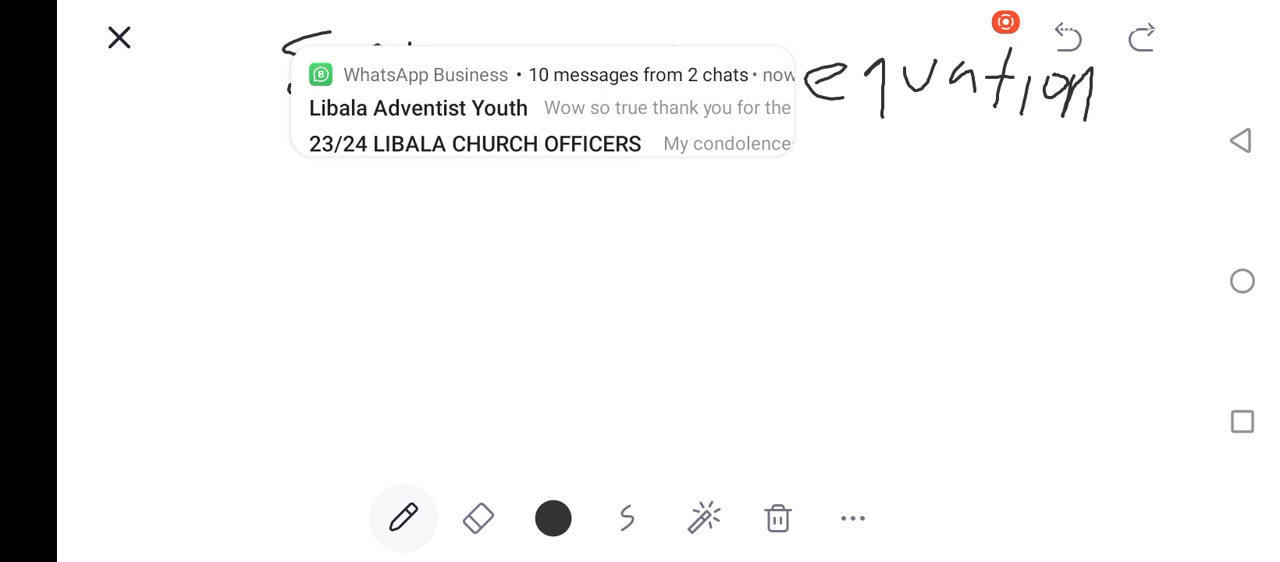 equation
WhatsApp Business • 10 messages from 2 chats • now
Libala Adventist Youth Wow so true thank you for the
23/24 LIBALA CHURCH OFFICERS My condolence